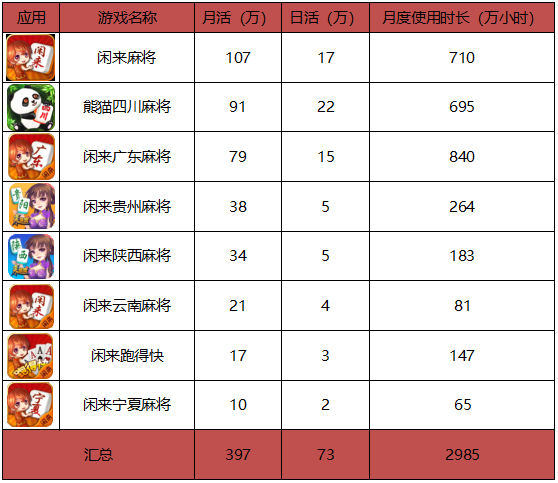 应用 游戏名称 月活（万） 日活（万） 月度使用时长（万小时）
闲来 闲来麻将 107 17 710
四川 熊猫四川麻将 91 22 695
广东 闲来广东麻将 79 15 840
贵阳 闲来贵州麻将 38 5 264
陕西 闲来陕西麻将 34 5 183
闲来 闲来云南麻将 21 4 81
闲来跑得快 17 3 147
宁夏 闲来宁夏麻将 10 2 65
汇总 397 73 2985